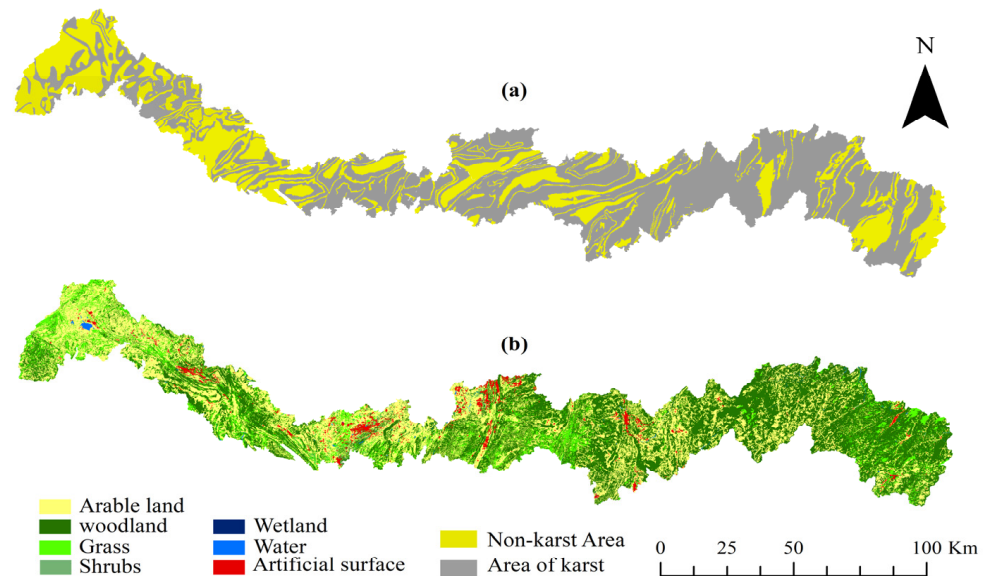 N
(a)
(b)
Arable land
woodland
Grass
Shrubs
Wetland
Water
Artificial surface
Non-karst Area
Area of karst
0 25 50 100 Km